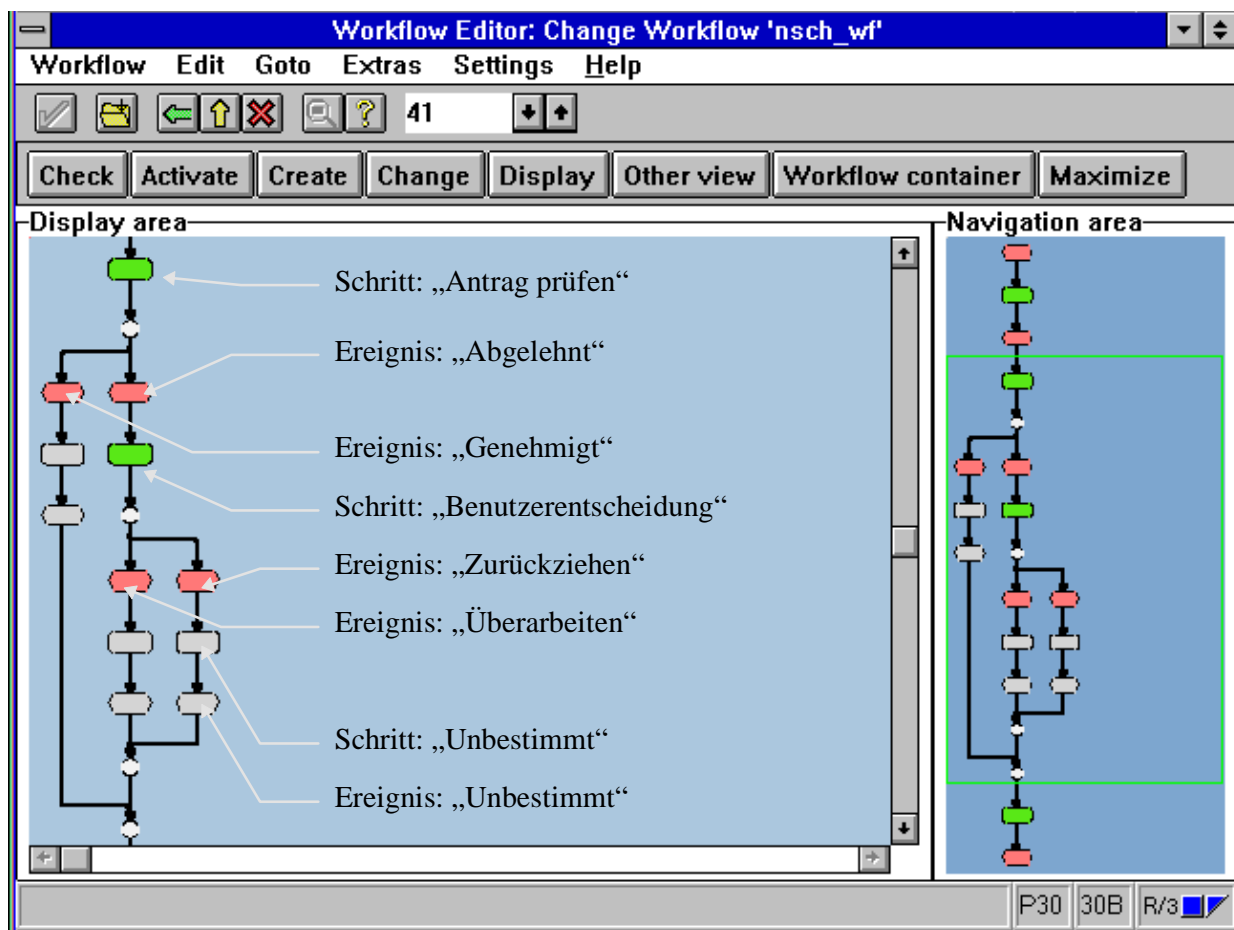 Workflow Editor: Change Workflow 'nsch_wf'
Workflow Edit Goto Extras Settings Help
41
Check Activate Create Change Display Other view Workflow container Maximize
Display area
Navigation area
Schritt: „Antrag prüfen“
Ereignis: „Abgelehnt“
Ereignis: „Genehmigt“
Schritt: „Benutzerentscheidung“
Ereignis: „Zurückziehen“
Ereignis: „Überarbeiten“
Schritt: „Unbestimmt“
Ereignis: „Unbestimmt“
P30 30B R/3